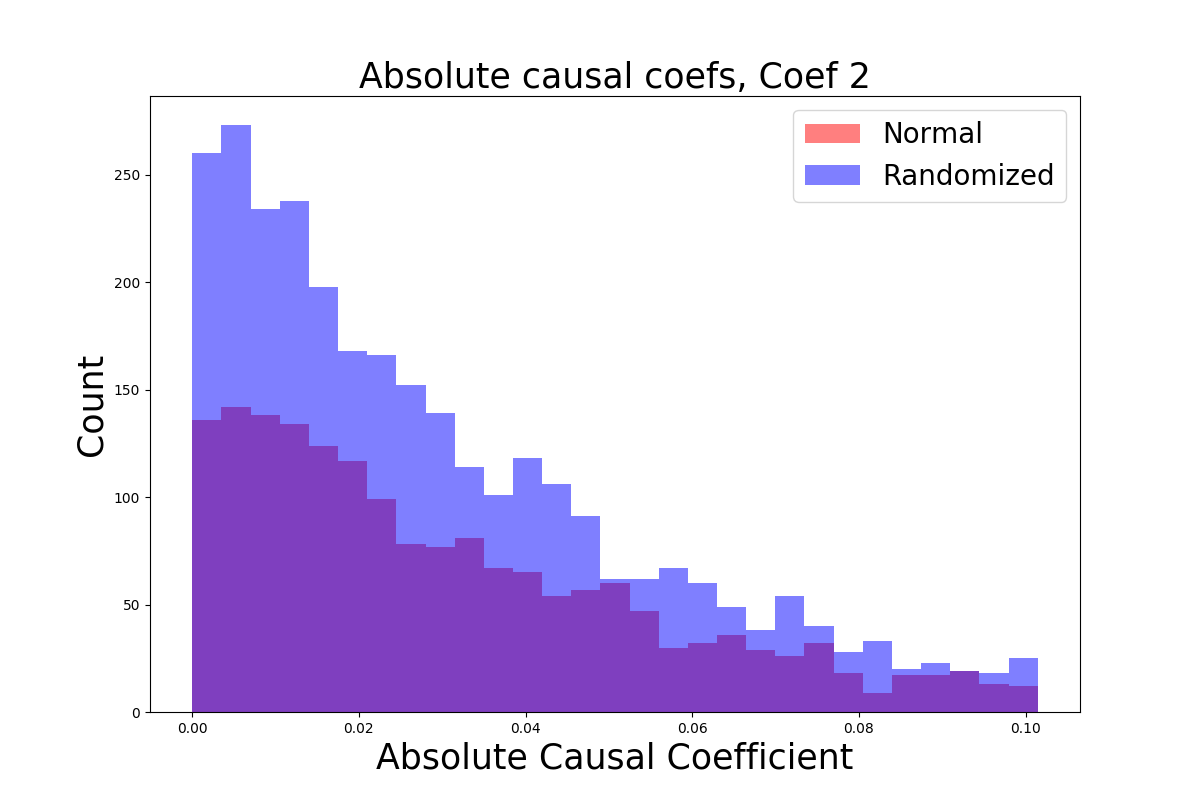 Absolute causal coefs, Coef 2
Normal
Randomized
Count
250
200
150
100
50
0
0.00 0.02 0.04 0.06 0.08 0.10
Absolute Causal Coefficient